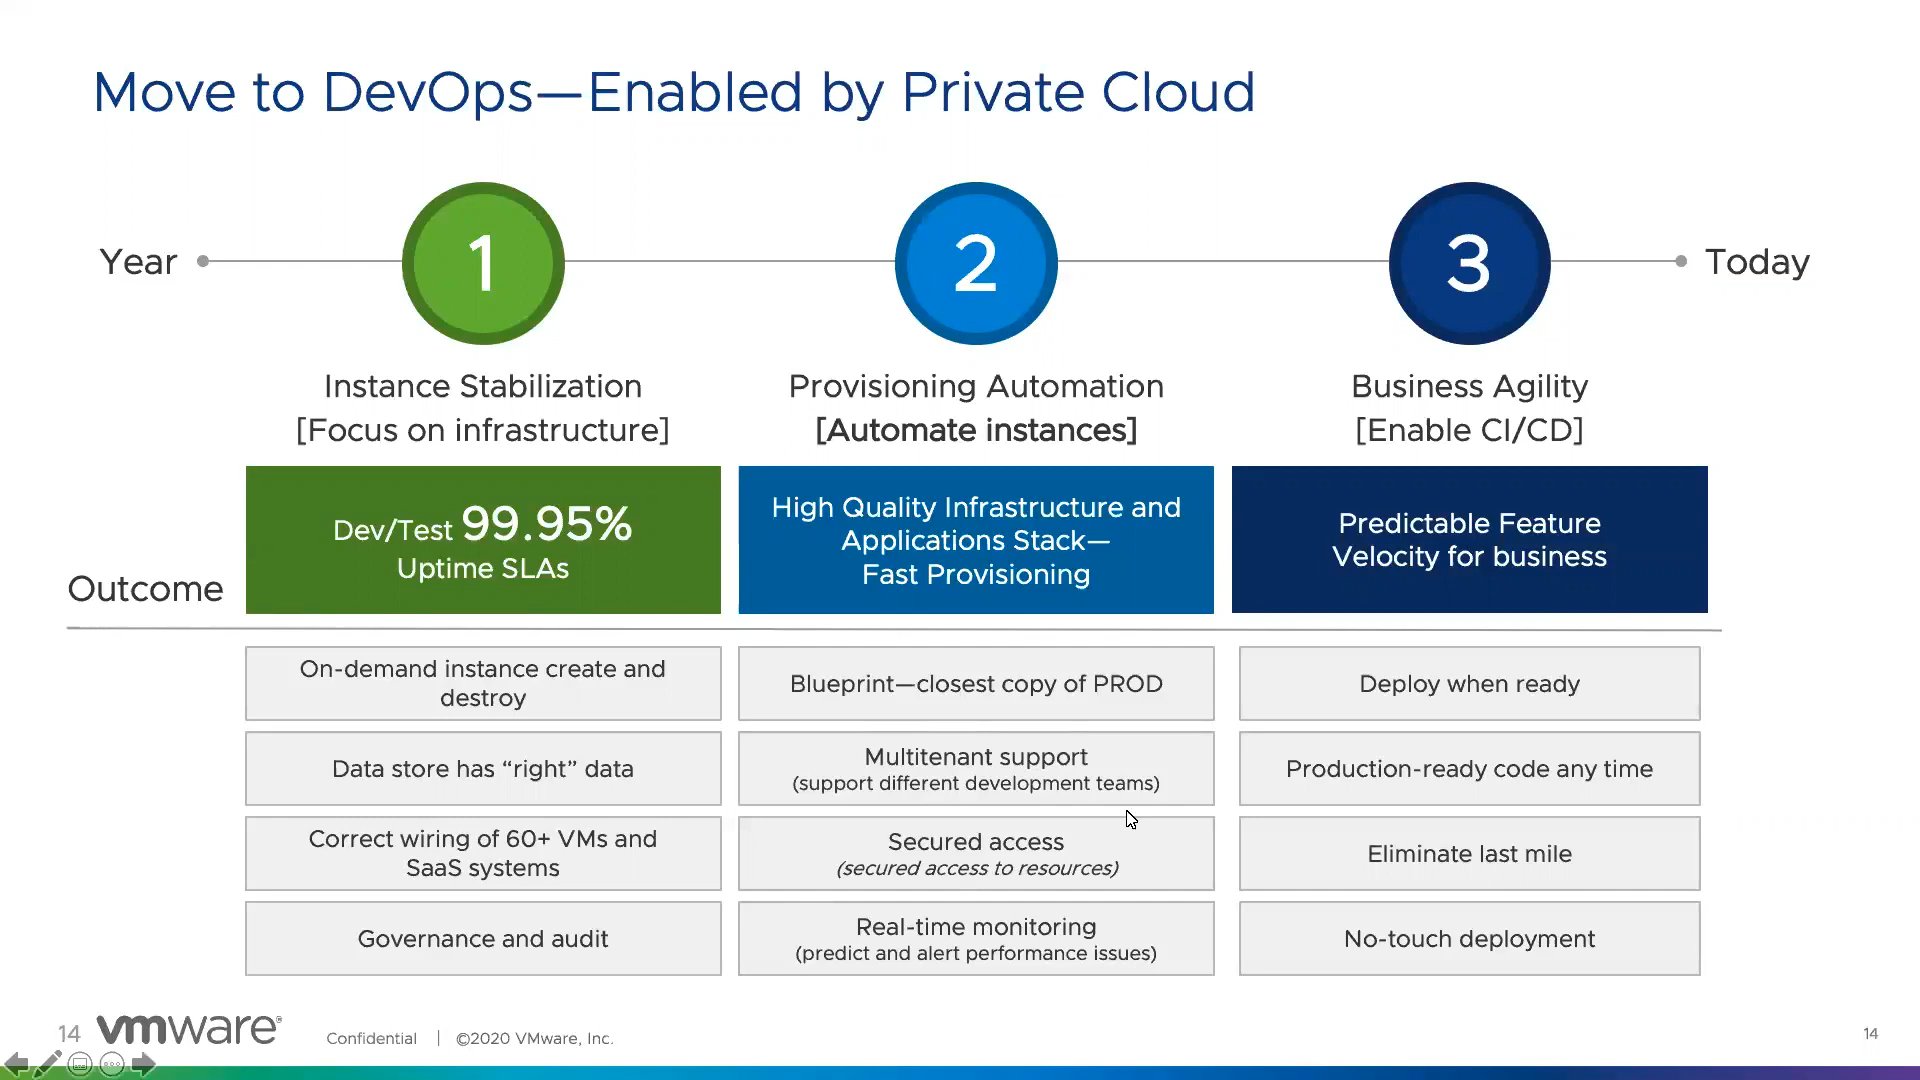 Move to DevOps—Enabled by Private Cloud
Year
1
2
3
Today
Instance Stabilization
[Focus on infrastructure]
Provisioning Automation
[Automate instances]
Business Agility
[Enable CI/CD]
Outcome
Dev/Test 99.95%
Uptime SLAs
High Quality Infrastructure and
Applications Stack—
Fast Provisioning
Predictable Feature
Velocity for business
On-demand instance create and
destroy
Data store has “right” data
Correct wiring of 60+ VMs and
SaaS systems
Governance and audit
Blueprint—closest copy of PROD
Multitenant support
(support different development teams)
Secured access
(secured access to resources)
Real-time monitoring
(predict and alert performance issues)
Deploy when ready
Production-ready code any time
Eliminate last mile
No-touch deployment
14
vmware®
Confidential | ©2020 VMware, Inc.
14